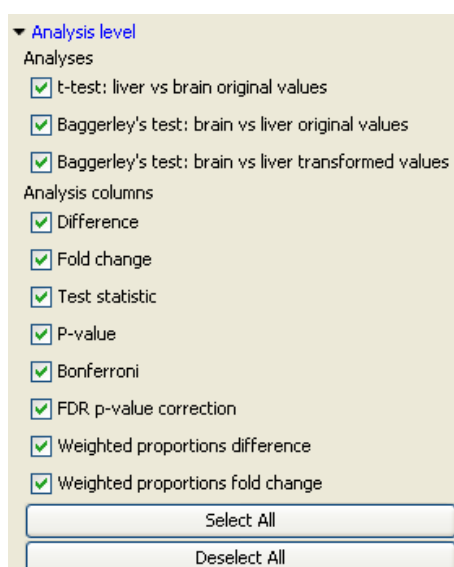 Analysis level
Analyses
t-test: liver vs brain original values
Baggerley's test: brain vs liver original values
Baggerley's test: brain vs liver transformed values
Analysis columns
Difference
Fold change
Test statistic
P-value
Bonferroni
FDR p-value correction
Weighted proportions difference
Weighted proportions fold change
Select All
Deselect All